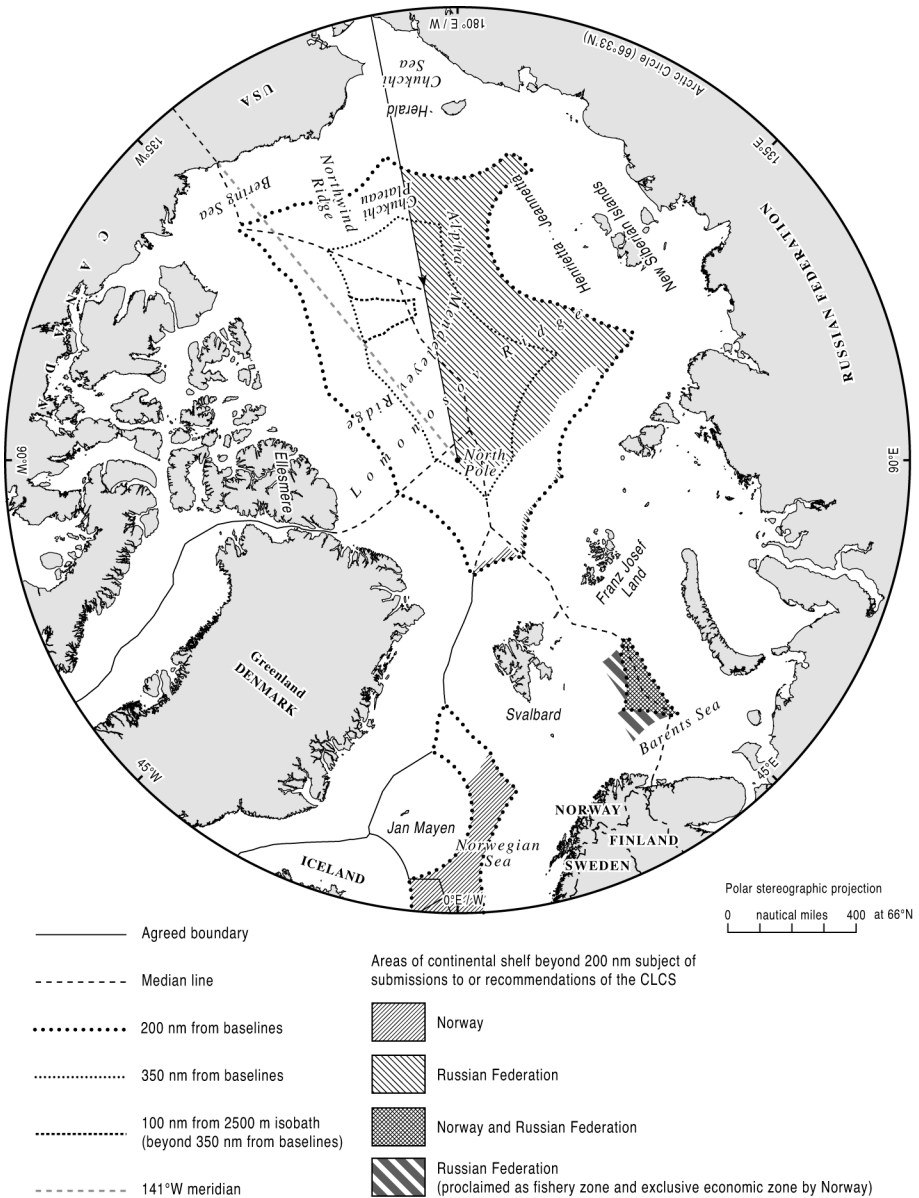 180° E / W
Arctic Circle (66°33'N)
Chukchi
Sea
Herald
USA
135°W
135°E
Bering Sea
Northwind
Ridge
Chukchi
Plateau
Jeannetta
Henrietta
New Siberian Islands
RUSSIAN FEDERATION
CANADA
Alpha - Mendeleyev Ridge
Lomonosov Ridge
90°W
90°E
North
Pole
Ellesmere
Franz Josef
Land
Greenland
DENMARK
Svalbard
Barents Sea
45°W
45°E
Jan Mayen
Norwegian
Sea
NORWAY
FINLAND
SWEDEN
ICELAND
0°E / W
Polar stereographic projection
0 nautical miles 400 at 66°N
Agreed boundary
Median line
200 nm from baselines
350 nm from baselines
100 nm from 2500 m isobath
(beyond 350 nm from baselines)
141°W meridian
Areas of continental shelf beyond 200 nm subject of
submissions to or recommendations of the CLCS
Norway
Russian Federation
Norway and Russian Federation
Russian Federation
(proclaimed as fishery zone and exclusive economic zone by Norway)